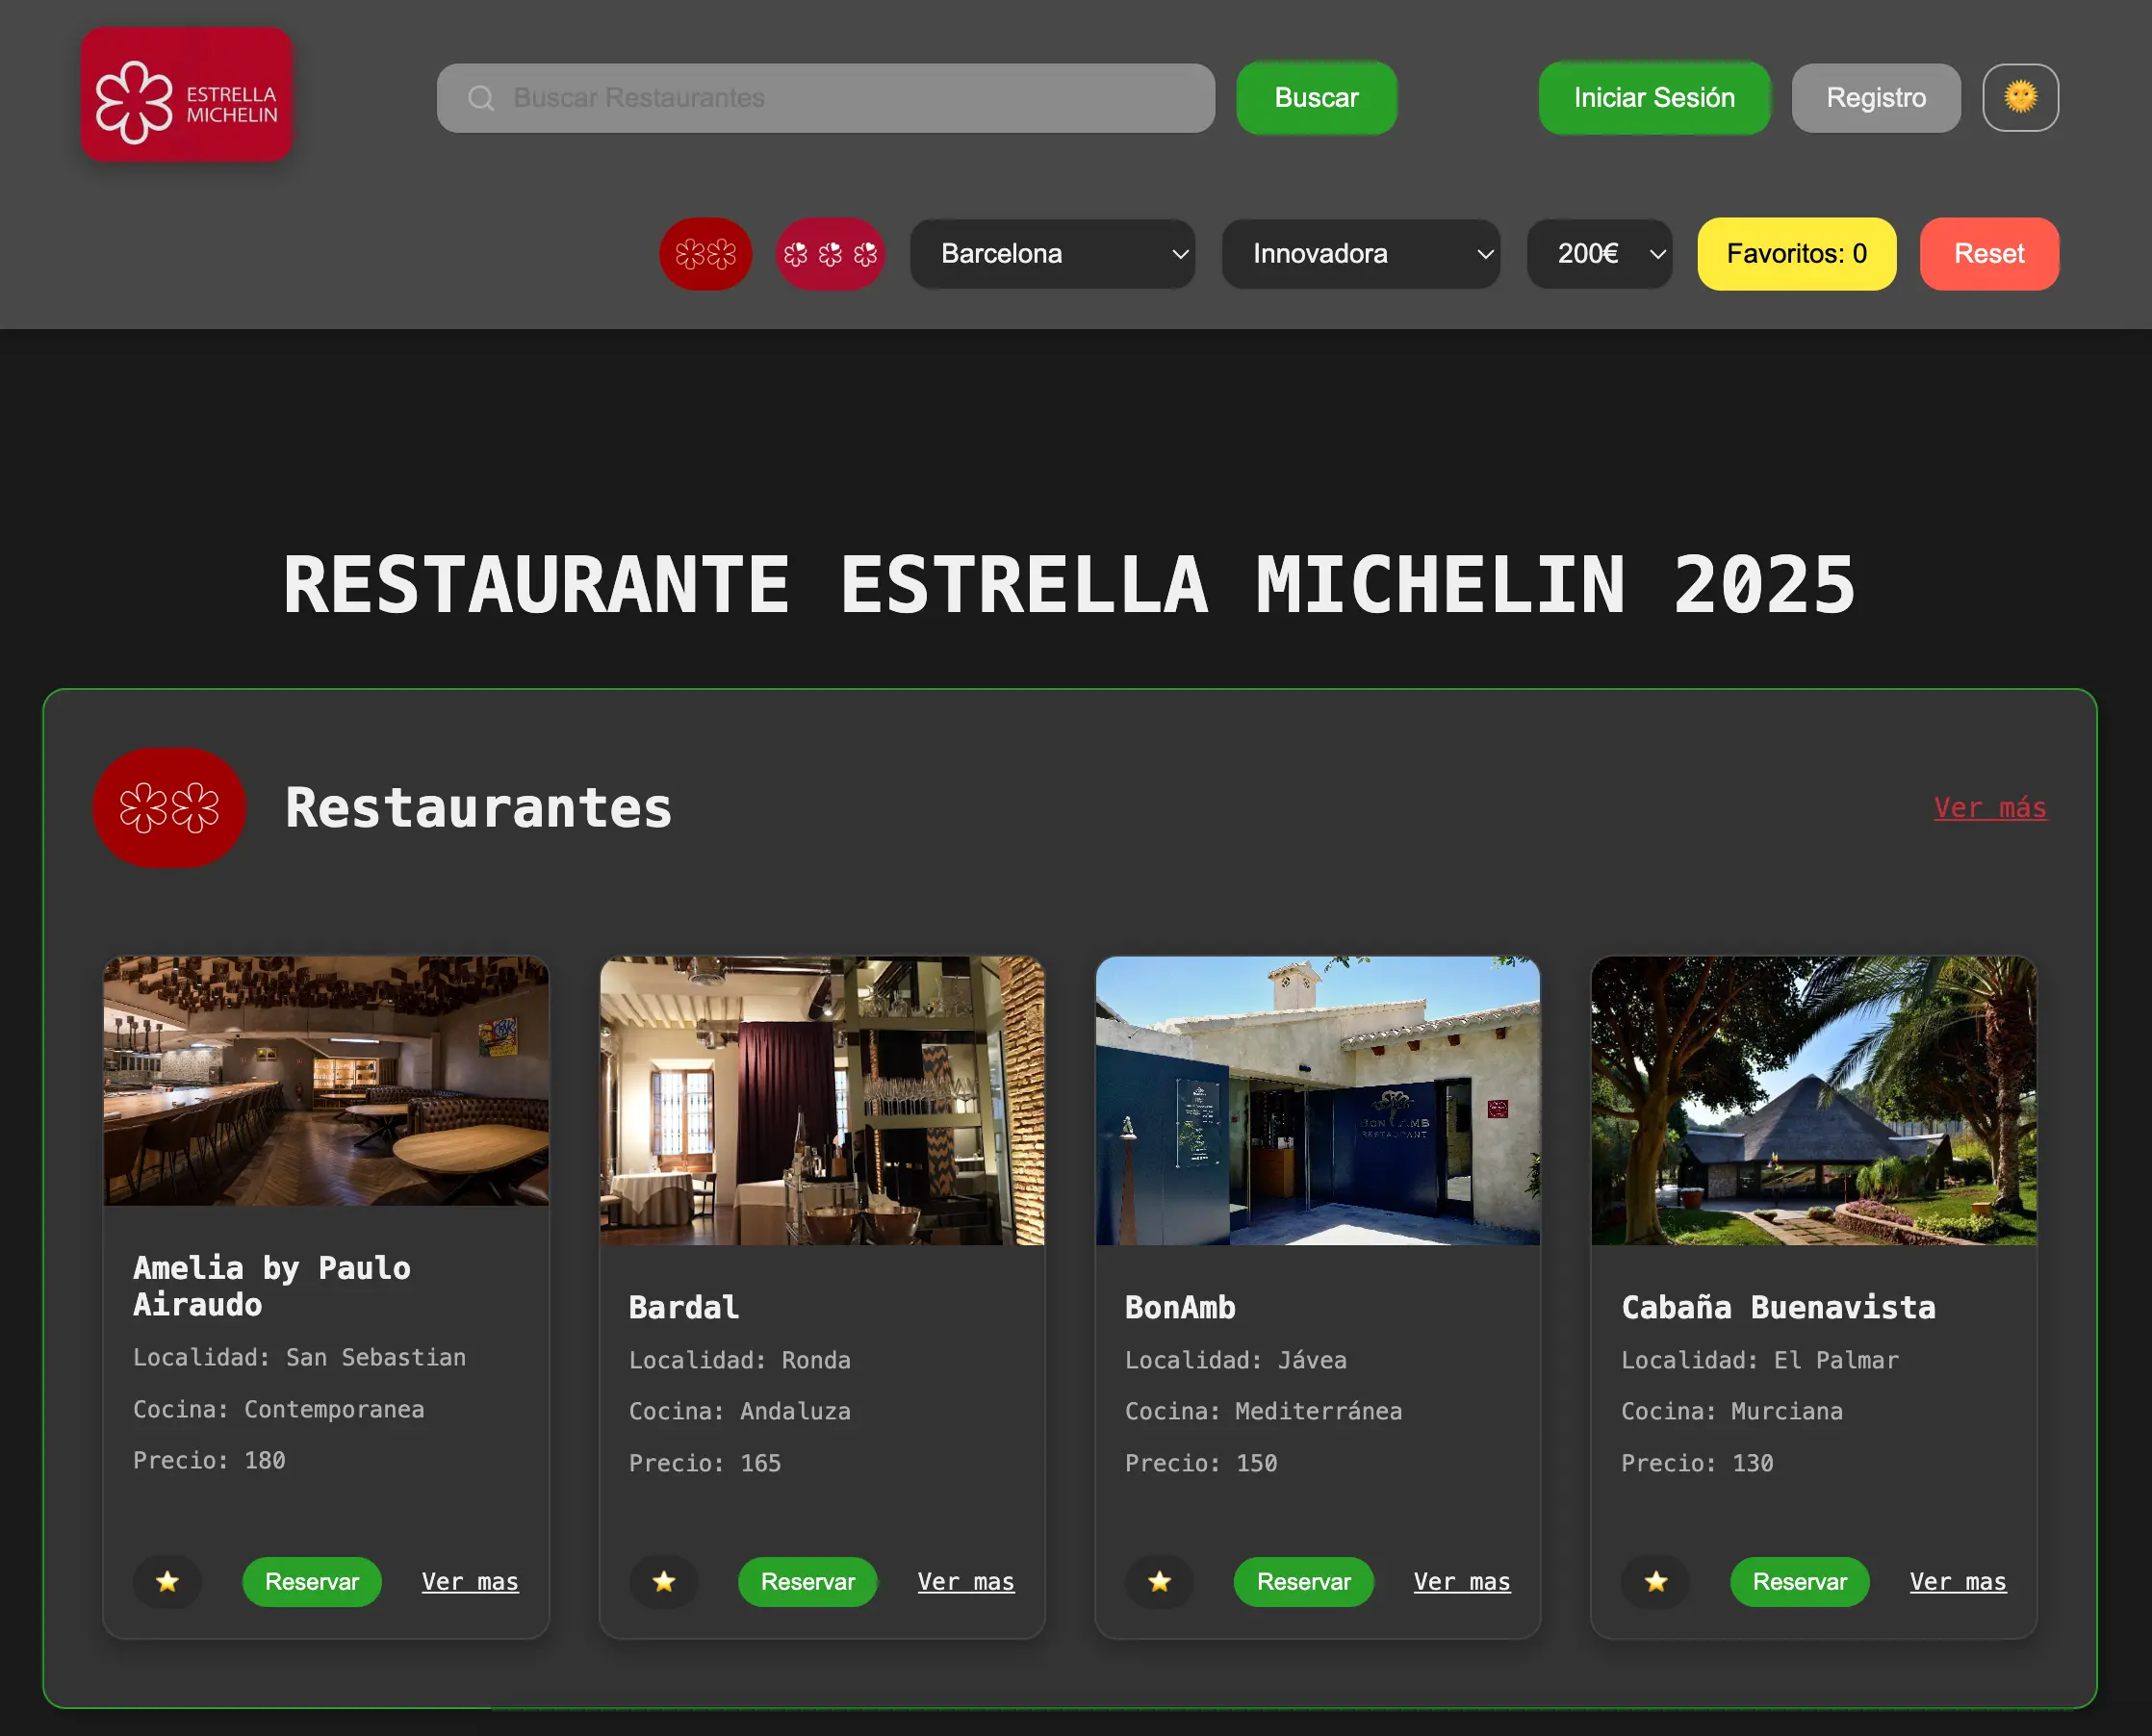 ESTRELLA
MICHELIN
Buscar Restaurantes
Buscar
Iniciar Sesión
Registro
Barcelona
Innovadora
200€
Favoritos: 0
Reset
RESTAURANTE ESTRELLA MICHELIN 2025
Restaurantes
Ver más
BONAMB
RESTAURANT
Amelia by Paulo
Airaudo
Localidad: San Sebastian
Cocina: Contemporanea
Precio: 180
Reservar
Ver mas
Bardal
Localidad: Ronda
Cocina: Andaluza
Precio: 165
Reservar
Ver mas
BonAmb
Localidad: Jávea
Cocina: Mediterránea
Precio: 150
Reservar
Ver mas
Cabaña Buenavista
Localidad: El Palmar
Cocina: Murciana
Precio: 130
Reservar
Ver mas